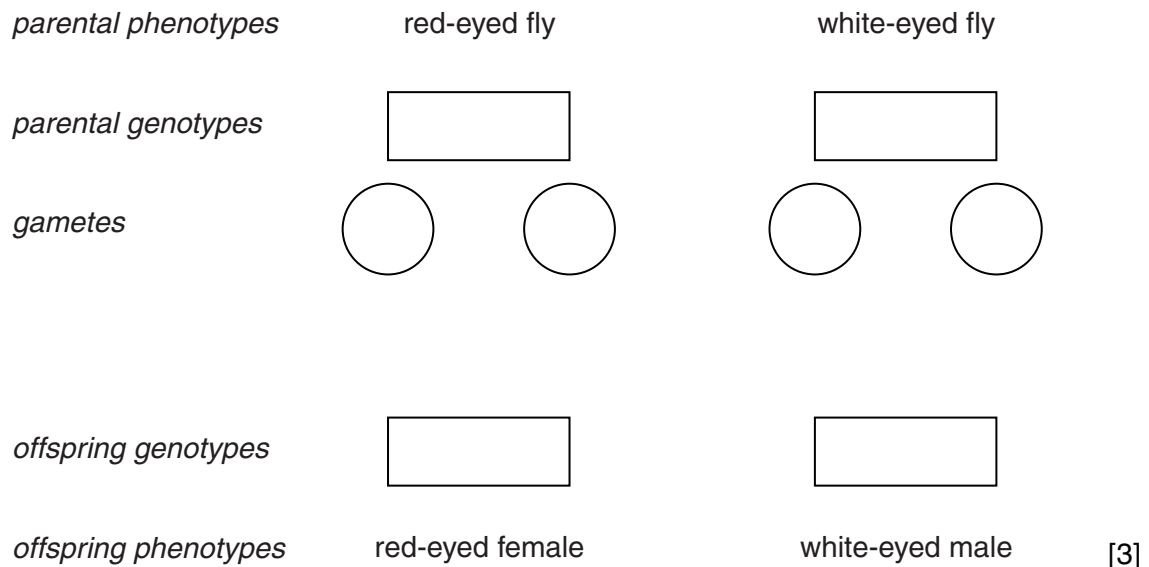 parental phenotypes red-eyed fly white-eyed fly
parental genotypes
gametes
offspring genotypes
offspring phenotypes red-eyed female white-eyed male [3]